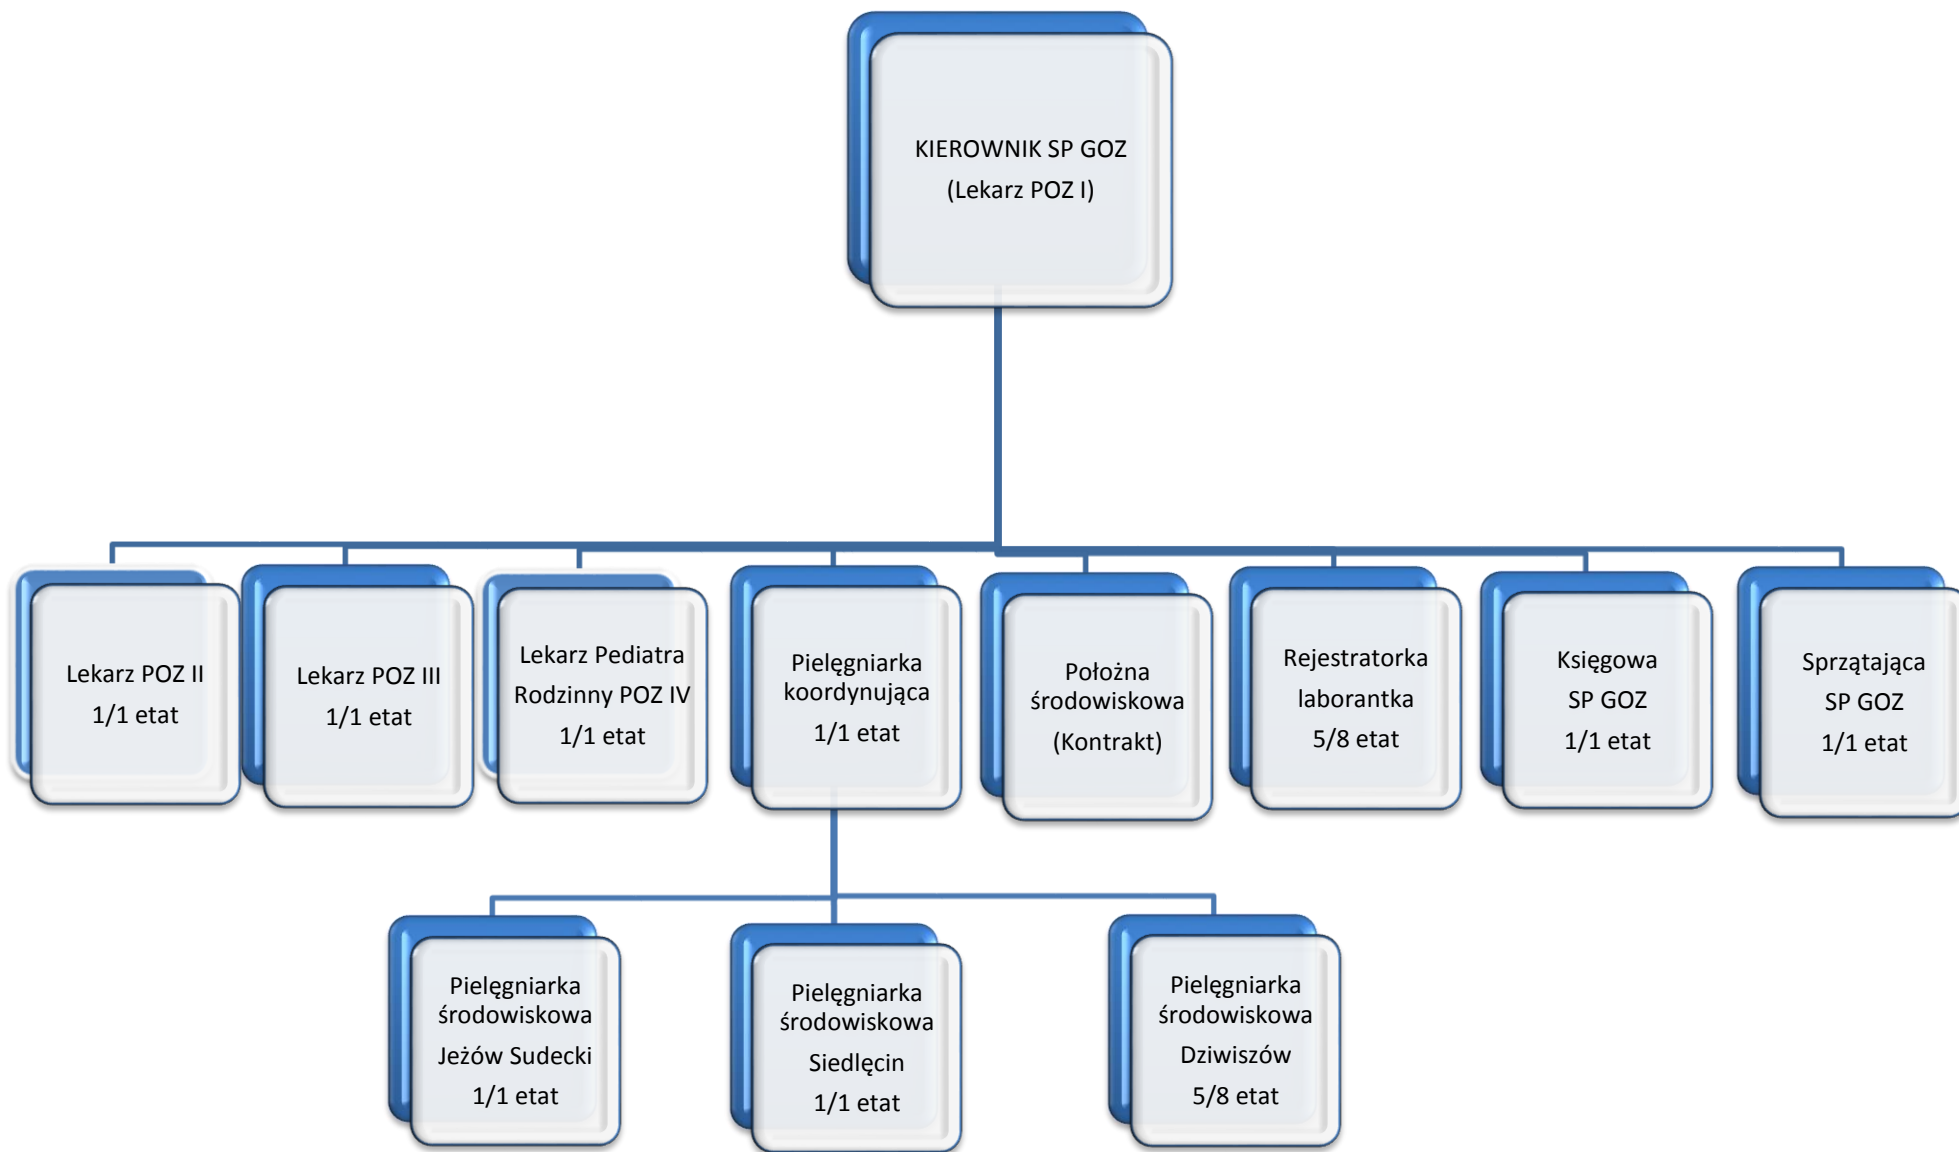 KIEROWNIK SP GOZ
(Lekarz POZ I)
Lekarz POZ II
1/1 etat
Lekarz POZ III
1/1 etat
Lekarz Pediatra
Rodzinny POZ IV
1/1 etat
Pielęgniarka
koordynująca
1/1 etat
Położna
środowiskowa
(Kontrakt)
Rejestratorka
laborantka
5/8 etat
Księgowa
SP GOZ
1/1 etat
Sprzątająca
SP GOZ
1/1 etat
Pielęgniarka
środowiskowa
Jeżów Sudecki
1/1 etat
Pielęgniarka
środowiskowa
Siedlęcin
1/1 etat
Pielęgniarka
środowiskowa
Dziwiszów
5/8 etat